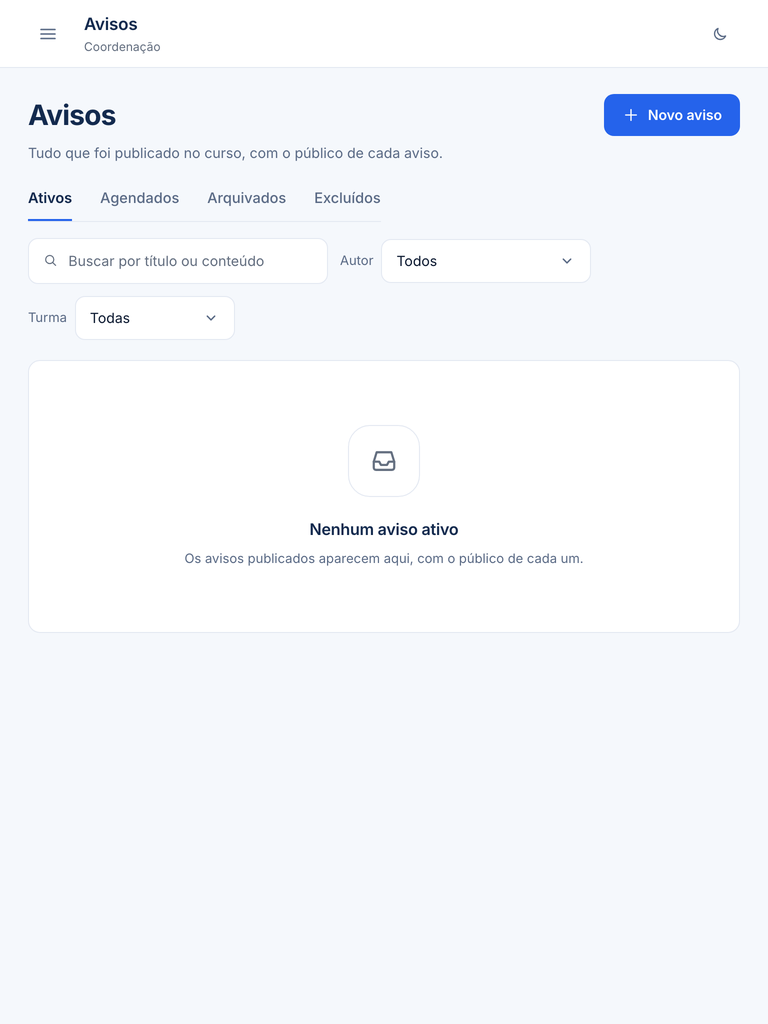 Avisos
Coordenação
Avisos
Novo aviso
Tudo que foi publicado no curso, com o público de cada aviso.
Ativos Agendados Arquivados Excluídos
Buscar por título ou conteúdo Autor Todos
Turma Todas
Nenhum aviso ativo
Os avisos publicados aparecem aqui, com o público de cada um.